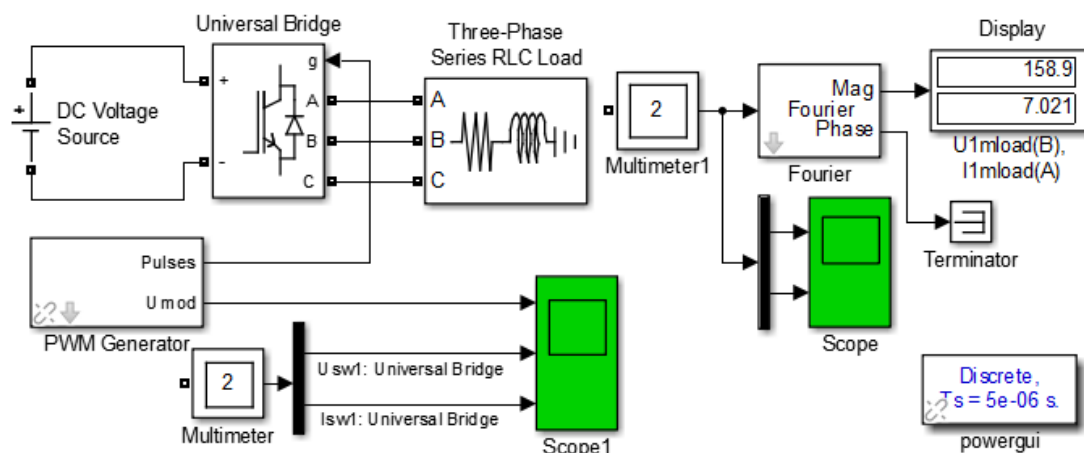 Universal Bridge
Three-Phase
Series RLC Load
Display
+
DC Voltage
Source
+
-
g
A
B
C
A
B
C
2
Multimeter1
Mag
Fourier
Phase
Fourier
158.9
7.021
U1mload(B),
I1mload(A)
Terminator
Scope
Pulses
Umod
PWM Generator
2
Multimeter
Usw1: Universal Bridge
Isw1: Universal Bridge
Scope1
Discrete,
Ts = 5e-06 s.
powergui